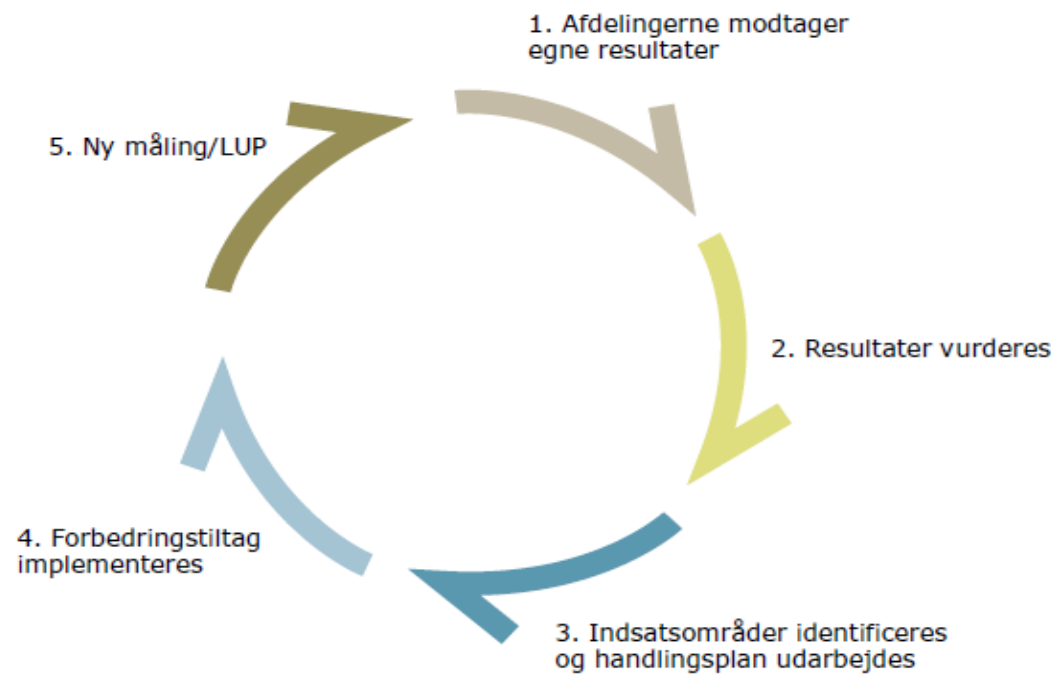 1. Afdelingerne modtager
egne resultater
2. Resultater vurderes
3. Indsatsområder identificeres
og handlingsplan udarbejdes
4. Forbedringstiltag
implementeres
5. Ny måling/LUP